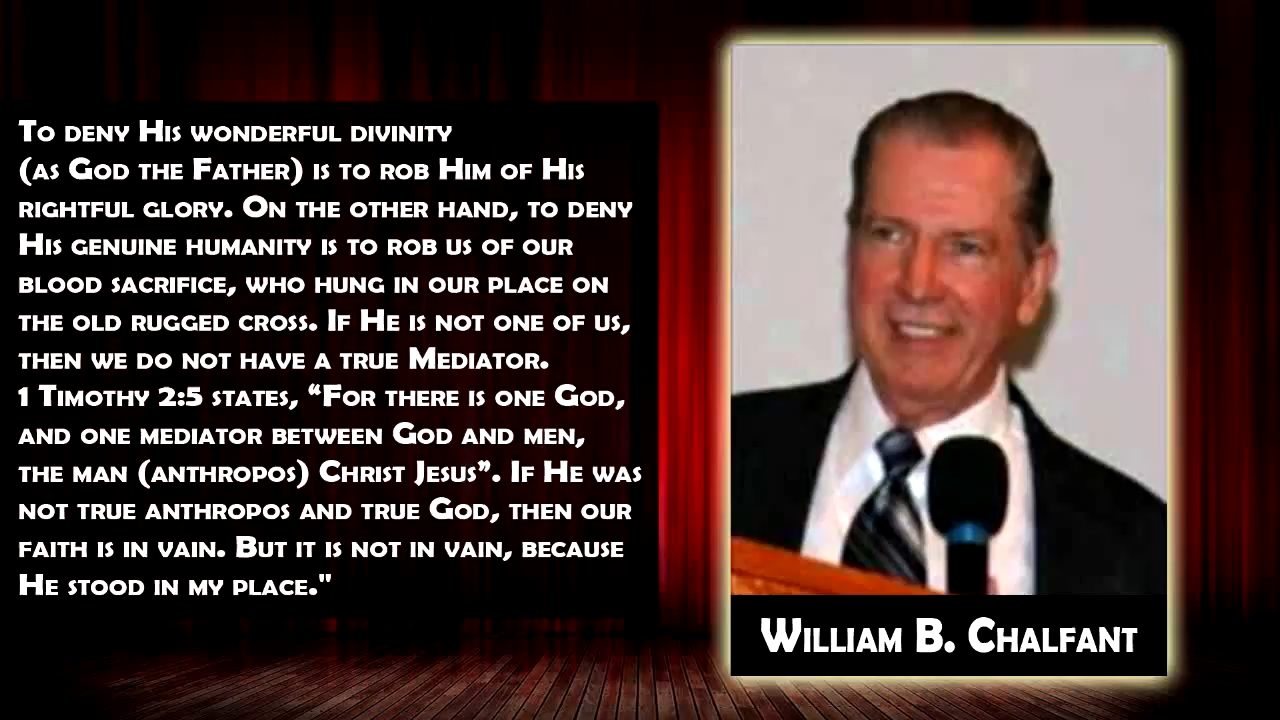 To deny His wonderful divinity
(as God the Father) is to rob Him of His
rightful glory. On the other hand, to deny
His genuine humanity is to rob us of our
blood sacrifice, who hung in our place on
the old rugged cross. If He is not one of us,
then we do not have a true Mediator.
1 Timothy 2:5 states, “For there is one God,
and one mediator between God and men,
the man (anthropos) Christ Jesus”. If He was
not true anthropos and true God, then our
faith is in vain. But it is not in vain, because
He stood in my place."
William B. Chalfant